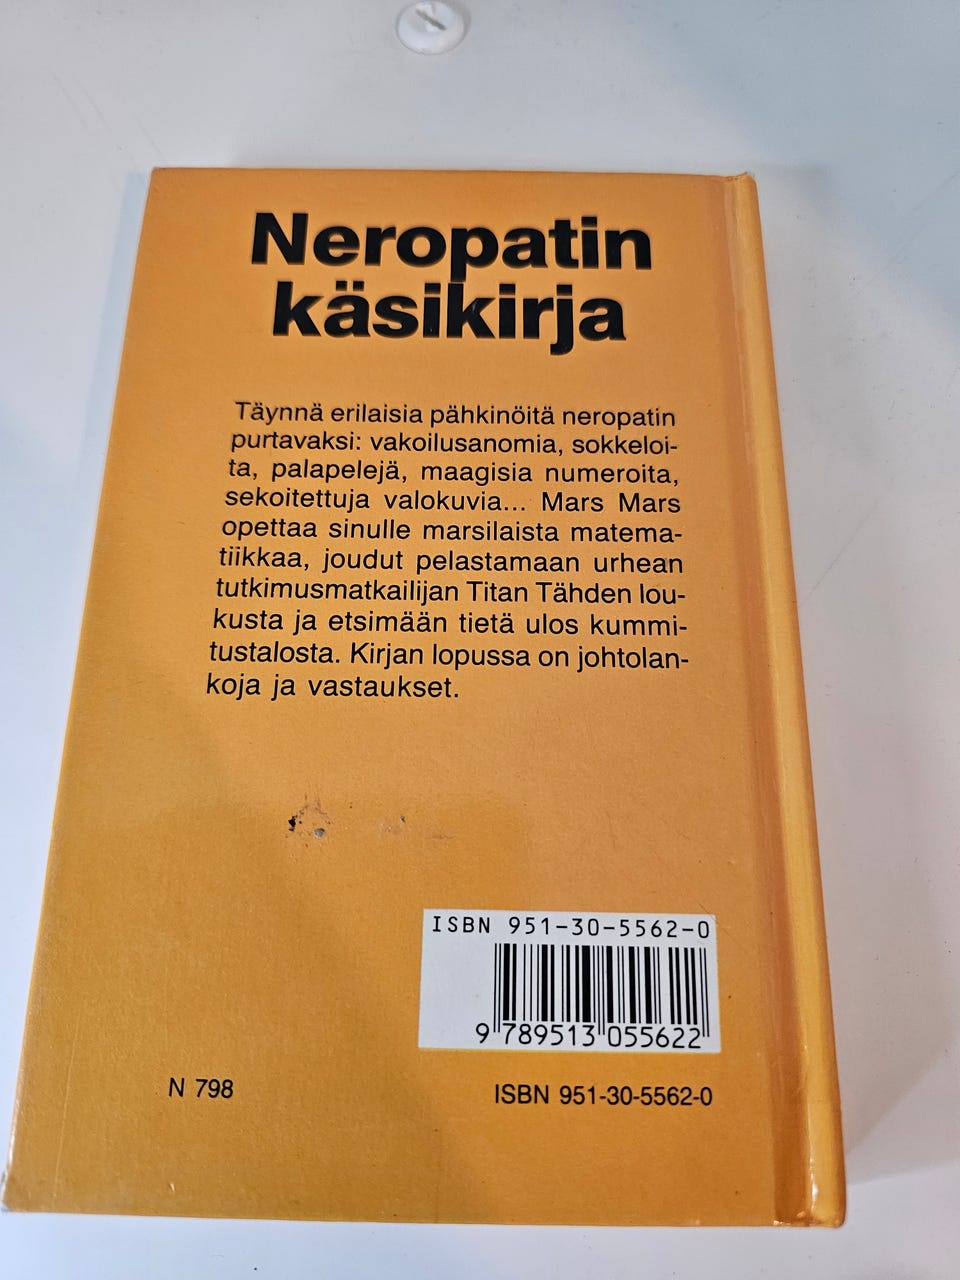 Neropatin
käsikirja
Täynnä erilaisia pähkinöitä neropatin
purtavaksi: vakoilusanomia, sokkeloi-
ta, palapelejä, maagisia numeroita,
sekoitettuja valokuvia... Mars Mars
opettaa sinulle marsilaista matema-
tiikkaa, joudut pelastamaan urhean
tutkimusmatkailijan Titan Tähden lou-
kusta ja etsimään tietä ulos kummi-
tustalosta. Kirjan lopussa on johtolan-
koja ja vastaukset.
ISBN 951-30-5562-0
9 789513 055622
N 798
ISBN 951-30-5562-0